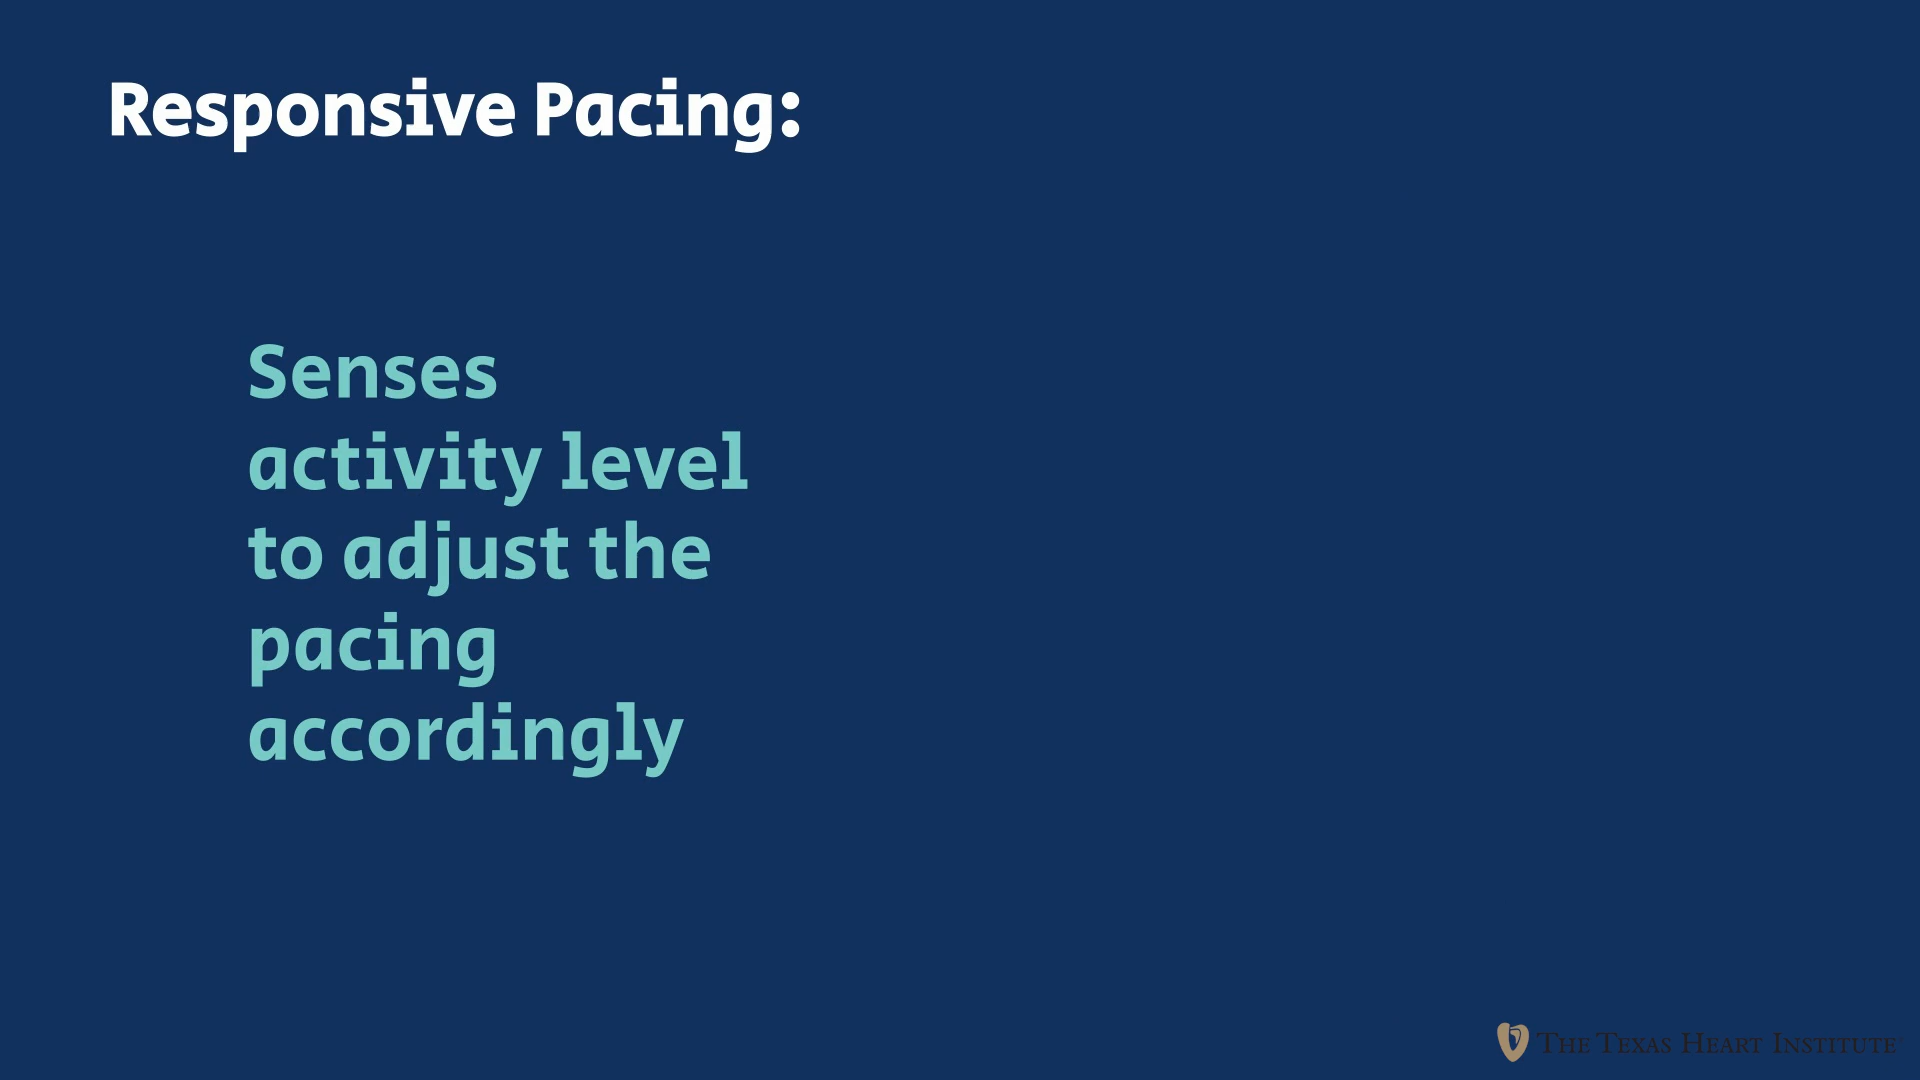 Responsive Pacing:
Senses
activity level
to adjust the
pacing
accordingly
THE TEXAS HEART INSTITUTE